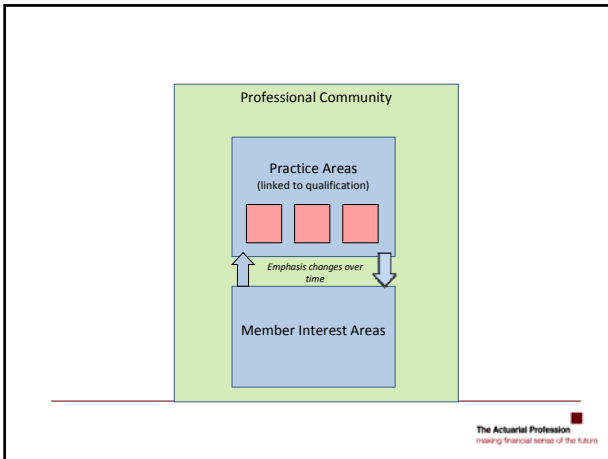 Professional Community
Practice Areas
(linked to qualification)
Emphasis changes over
time
Member Interest Areas
The Actuarial Profession
making financial sense of the future